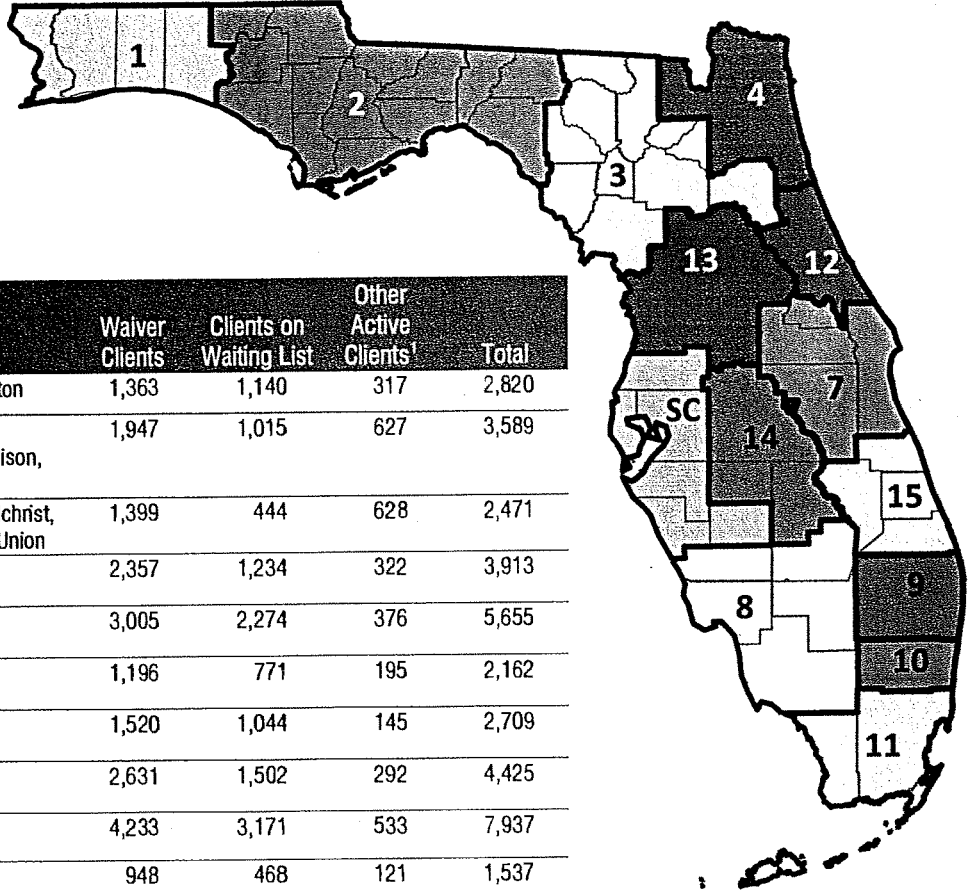 1
2
4
3
13
12
Other
Waiver Clients on Active
Clients Waiting List Clients¹ Total
ton 1,363 1,140 317 2,820
1,947 1,015 627 3,589
ison,
christ, 1,399 444 628 2,471
Union
2,357 1,234 322 3,913
3,005 2,274 376 5,655
1,196 771 195 2,162
1,520 1,044 145 2,709
2,631 1,502 292 4,425
4,233 3,171 533 7,937
948 468 121 1,537
7
SC
14
15
9
8
10
11